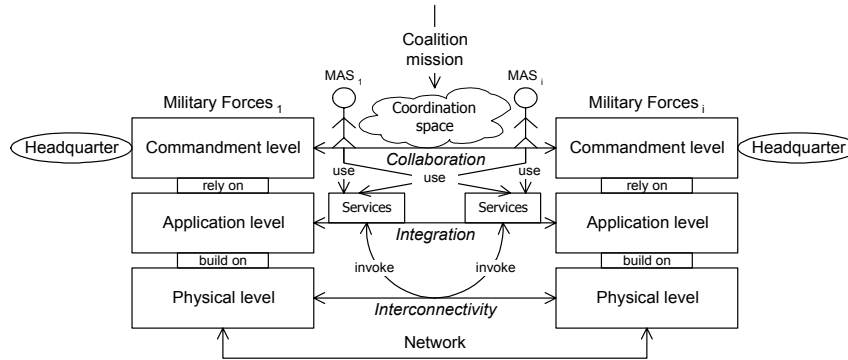 Coalition
mission
MAS 1
MAS i
Coordination
space
Military Forces 1
Military Forces i
Headquarter
Commandment level
Collaboration
Commandment level
Headquarter
rely on
use
use
use
rely on
Application level
Services
Services
Application level
Integration
build on
invoke
invoke
build on
Physical level
Interconnectivity
Physical level
Network